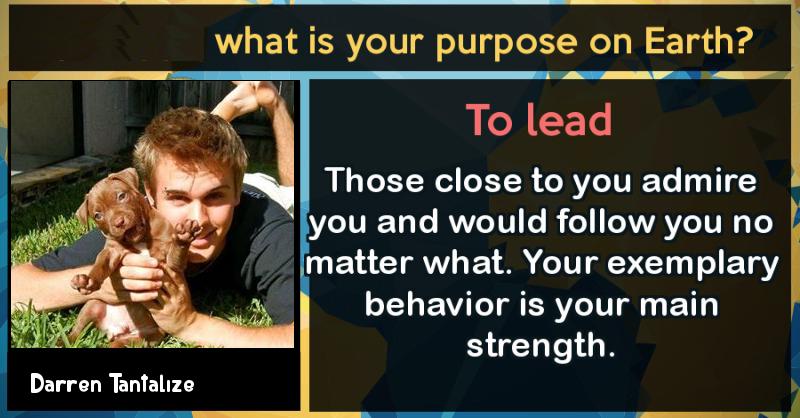 what is your purpose on Earth?
To lead
Those close to you admire
you and would follow you no
matter what. Your exemplary
behavior is your main
strength.
Darren Tantalize